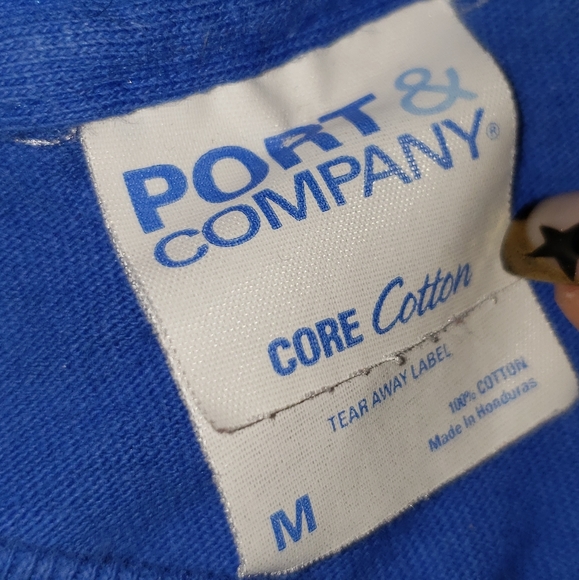 PORT &
COMPANY®
CORE Cotton
TEAR AWAY LABEL
100% COTTON
Made in Honduras
M